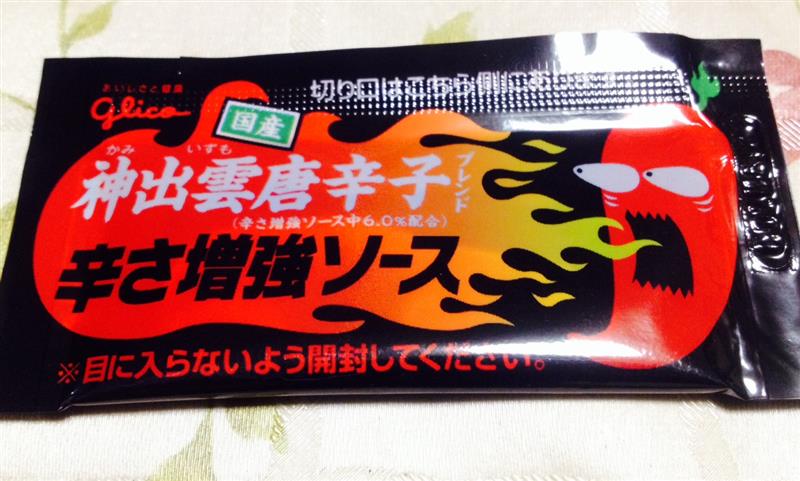 おいしさと健康
glico
切り口はこちら側にあります
国産
かみ いずも
神出雲唐辛子
ブレンド
(辛さ増強ソース中6.0%配合)
辛さ増強ソース
※目に入らないよう開封してください。